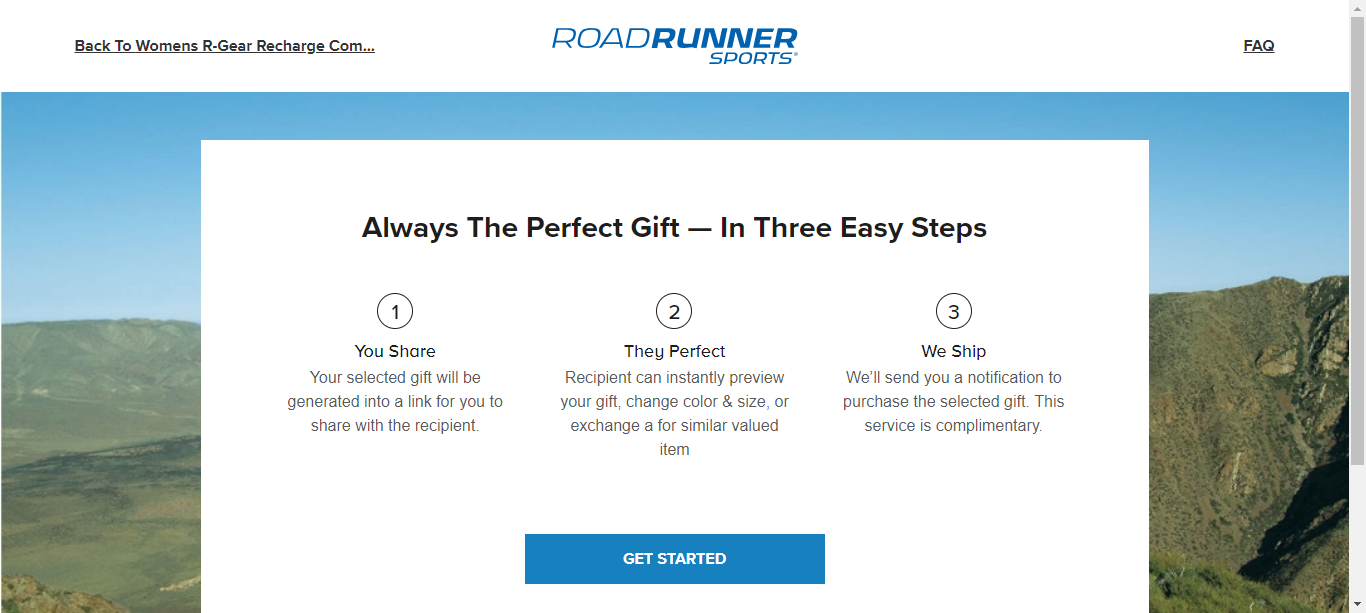 Back To Womens R-Gear Recharge Com...
ROADRUNNER
SPORTS
FAQ
Always The Perfect Gift — In Three Easy Steps
1
You Share
Your selected gift will be
generated into a link for you to
share with the recipient.
2
They Perfect
Recipient can instantly preview
your gift, change color & size, or
exchange a for similar valued
item
3
We Ship
We’ll send you a notification to
purchase the selected gift. This
service is complimentary.
GET STARTED